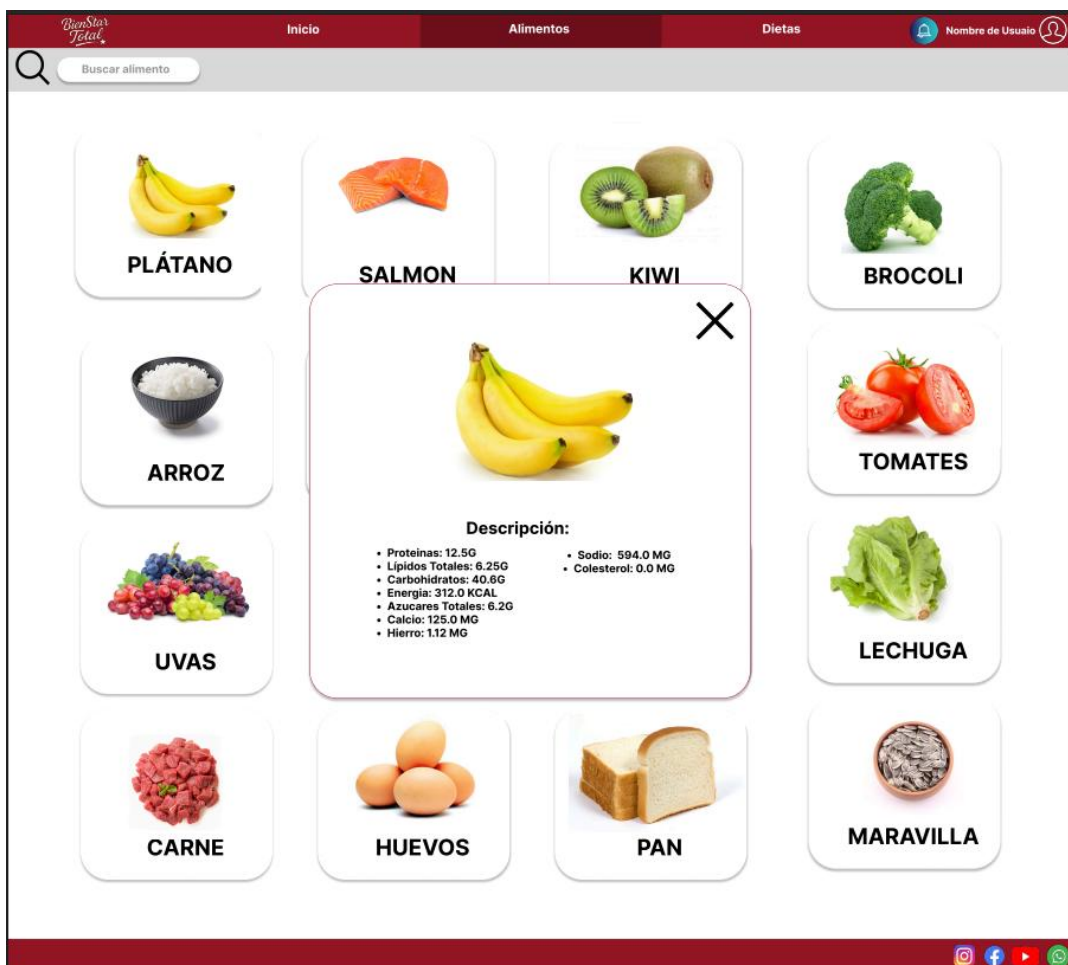 BienStar
Total
Inicio
Alimentos
Dietas
Nombre de Usuaio
Buscar alimento
PLÁTANO
SALMON
KIWI
BROCOLI
ARROZ
TOMATES
Descripción:
• Proteinas: 12.5G
• Lípidos Totales: 6.25G
• Carbohidratos: 40.6G
• Energia: 312.0 KCAL
• Azucares Totales: 6.2G
• Calcio: 125.0 MG
• Hierro: 1.12 MG
• Sodio: 594.0 MG
• Colesterol: 0.0 MG
UVAS
LECHUGA
CARNE
HUEVOS
PAN
MARAVILLA